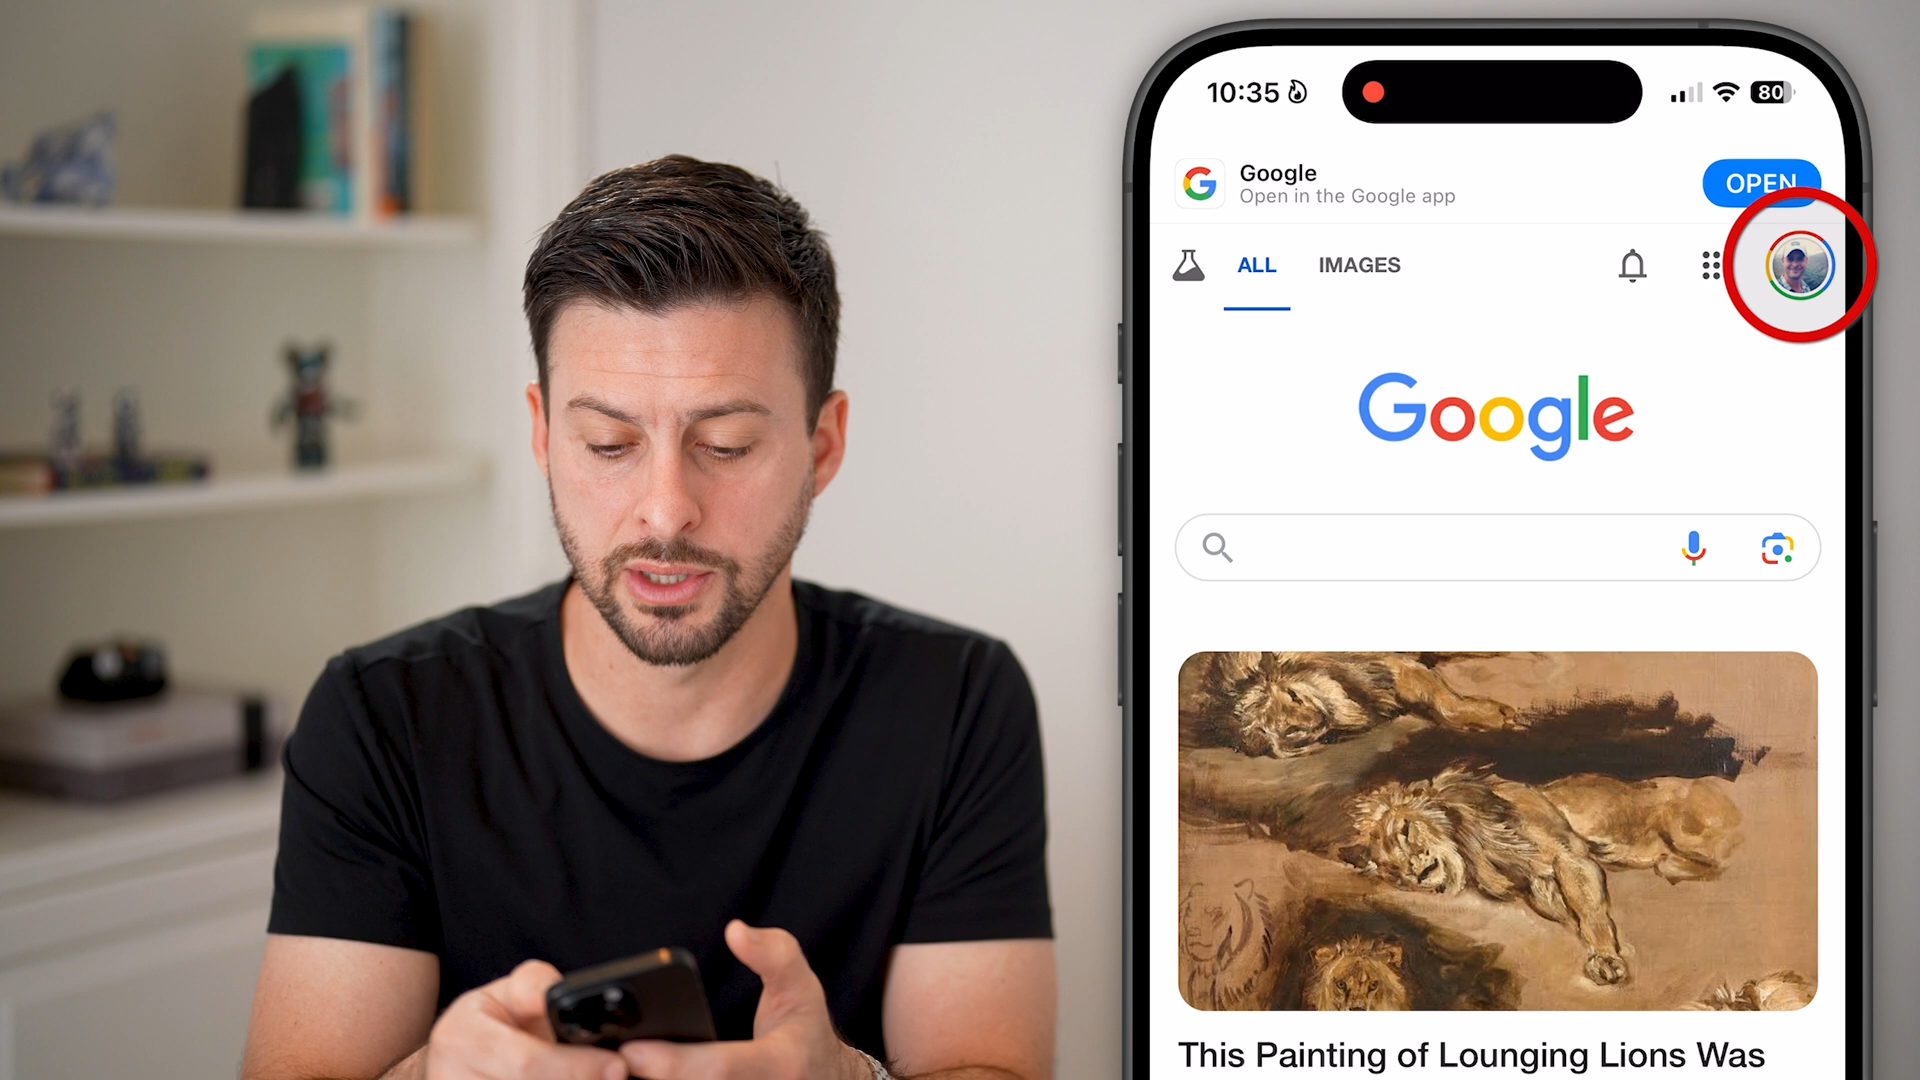 10:35
80
Google
Open in the Google app
OPEN
ALL IMAGES
Google
This Painting of Lounging Lions Was